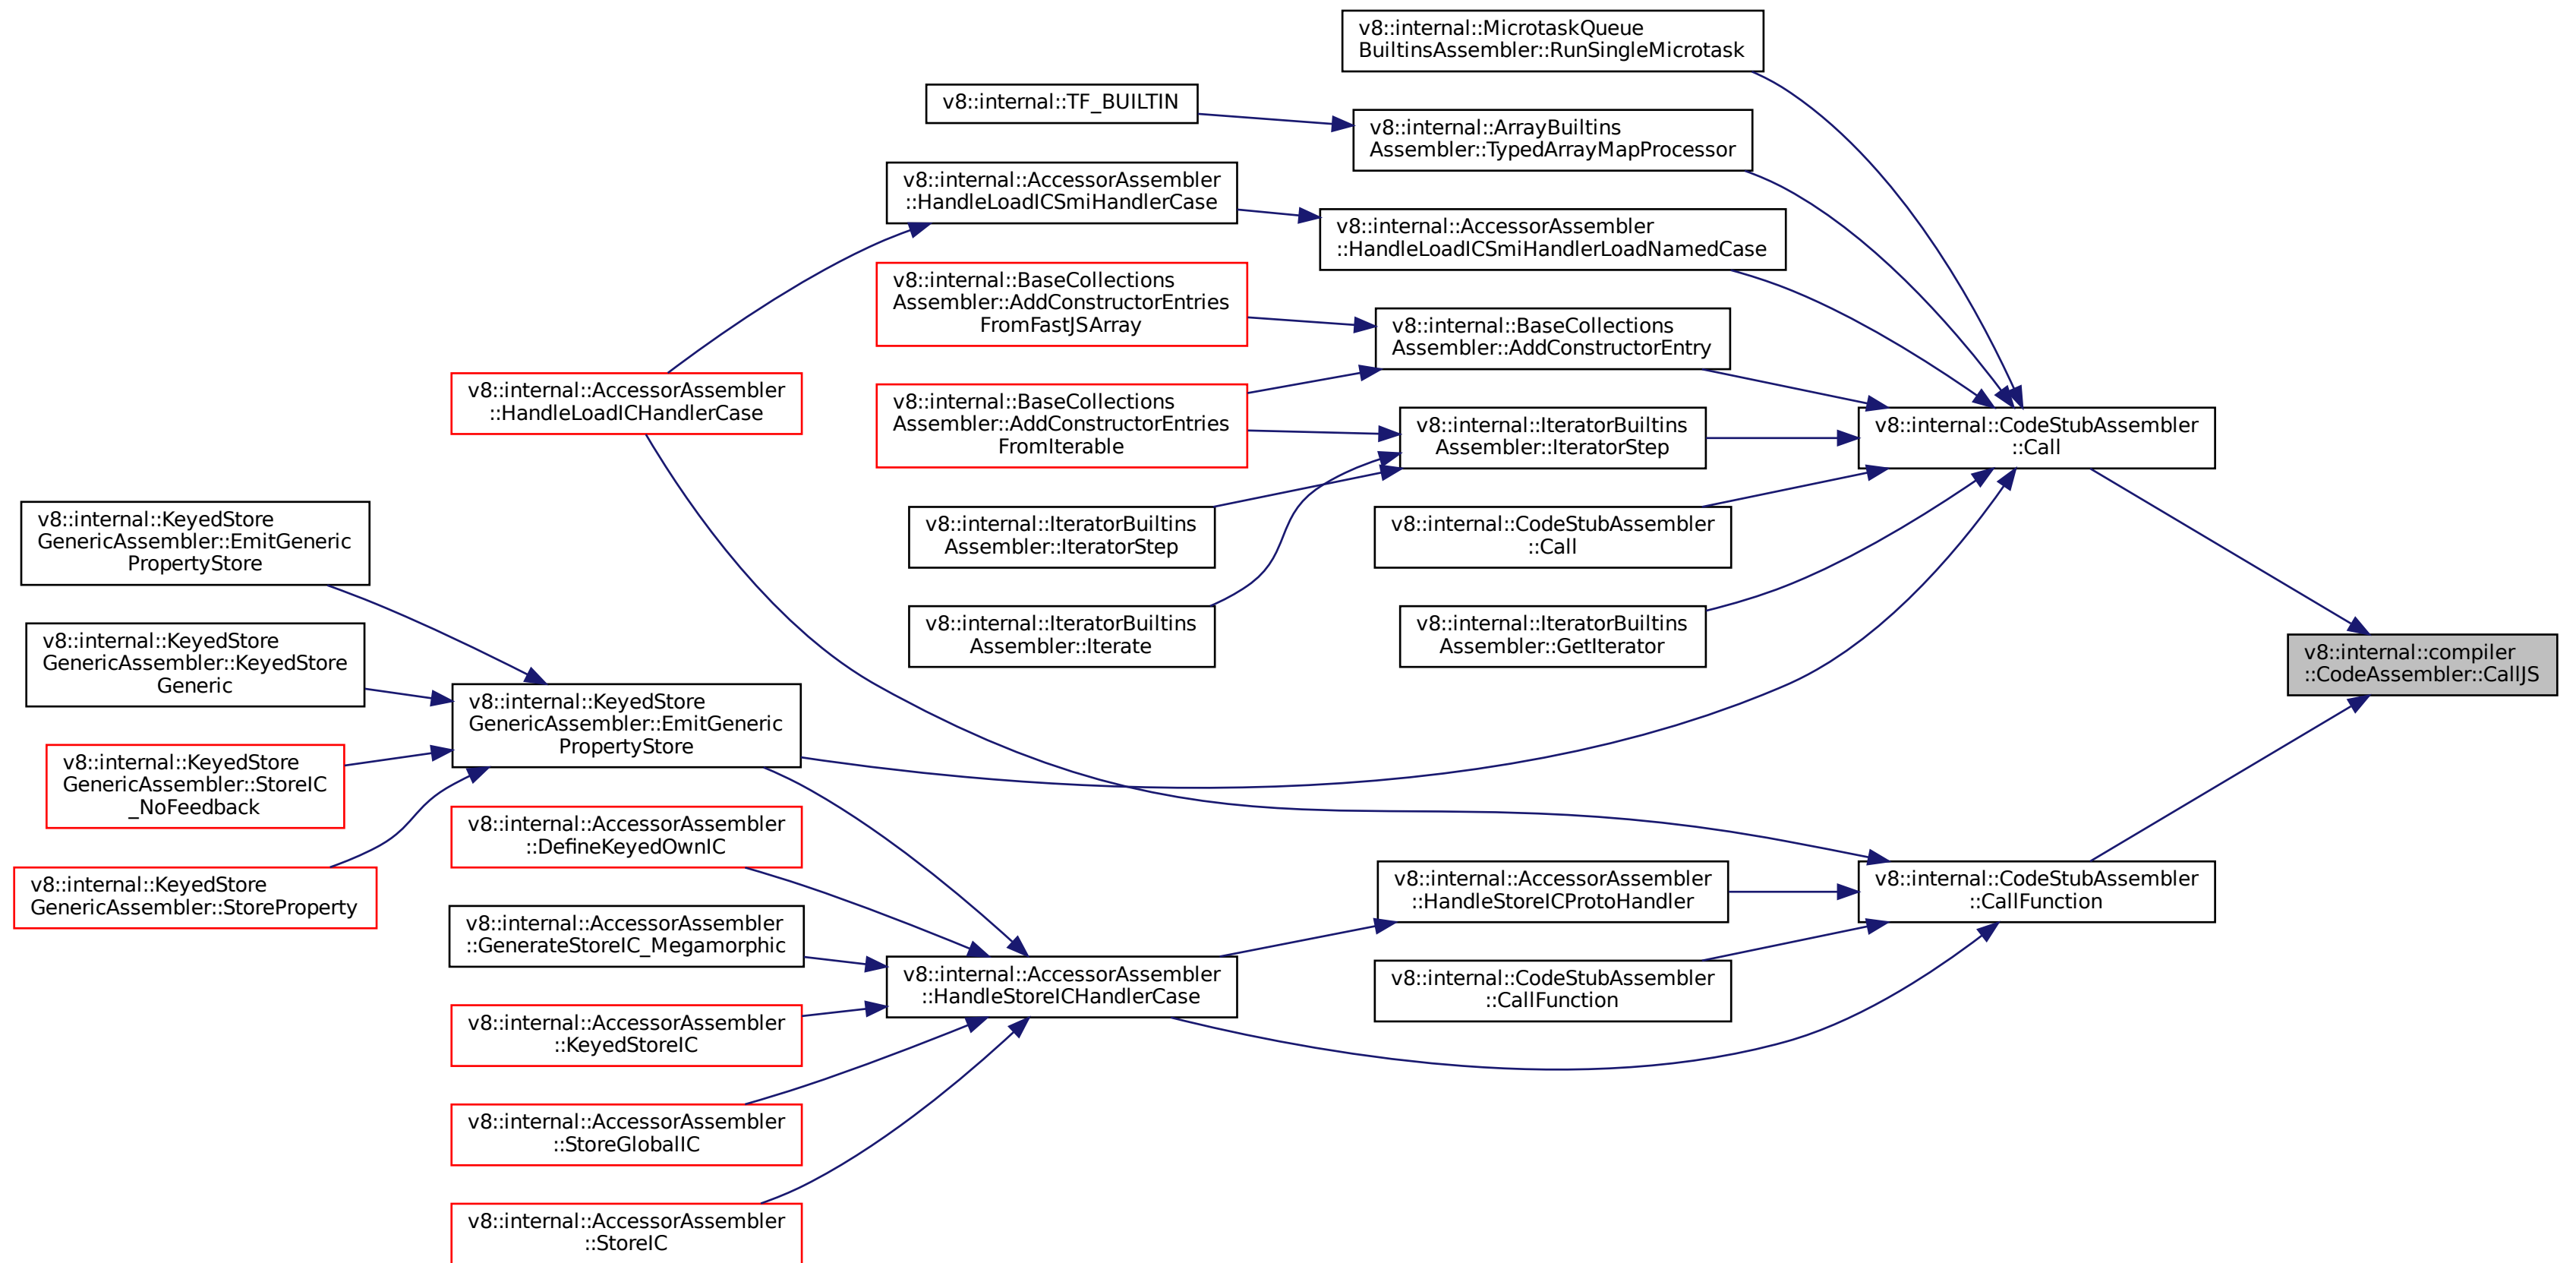 v8::internal::MicrotaskQueue
BuiltinsAssembler::RunSingleMicrotask
v8::internal::TF_BUILTIN
v8::internal::ArrayBuiltins
Assembler::TypedArrayMapProcessor
v8::internal::AccessorAssembler
::HandleLoadICSmiHandlerCase
v8::internal::AccessorAssembler
::HandleLoadICSmiHandlerLoadNamedCase
v8::internal::BaseCollections
Assembler::AddConstructorEntries
FromFastJSArray
v8::internal::BaseCollections
Assembler::AddConstructorEntry
v8::internal::AccessorAssembler
::HandleLoadICHandlerCase
v8::internal::BaseCollections
Assembler::AddConstructorEntries
FromIterable
v8::internal::IteratorBuiltins
Assembler::IteratorStep
v8::internal::CodeStubAssembler
::Call
v8::internal::KeyedStore
GenericAssembler::EmitGeneric
PropertyStore
v8::internal::IteratorBuiltins
Assembler::IteratorStep
v8::internal::CodeStubAssembler
::Call
v8::internal::IteratorBuiltins
Assembler::Iterate
v8::internal::IteratorBuiltins
Assembler::GetIterator
v8::internal::compiler
::CodeAssembler::CallJS
v8::internal::KeyedStore
GenericAssembler::KeyedStore
Generic
v8::internal::KeyedStore
GenericAssembler::EmitGeneric
PropertyStore
v8::internal::KeyedStore
GenericAssembler::StoreIC
_NoFeedback
v8::internal::AccessorAssembler
::DefineKeyedOwnIC
v8::internal::KeyedStore
GenericAssembler::StoreProperty
v8::internal::AccessorAssembler
::HandleStoreICProtoHandler
v8::internal::CodeStubAssembler
::CallFunction
v8::internal::AccessorAssembler
::GenerateStoreIC_Megamorphic
v8::internal::AccessorAssembler
::HandleStoreICHandlerCase
v8::internal::CodeStubAssembler
::CallFunction
v8::internal::AccessorAssembler
::KeyedStoreIC
v8::internal::AccessorAssembler
::StoreGlobalIC
v8::internal::AccessorAssembler
::StoreIC